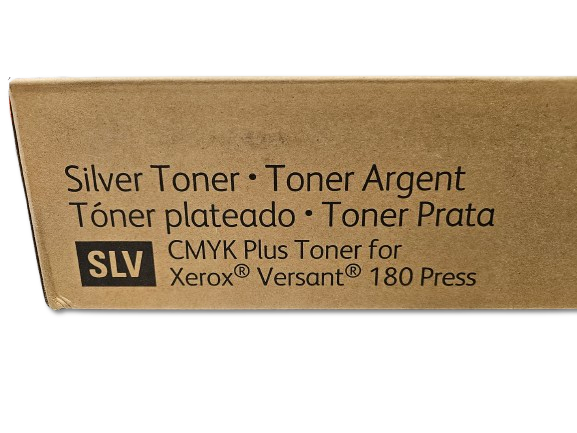 Silver Toner • Toner Argent
Tóner plateado • Toner Prata
SLV CMYK Plus Toner for
Xerox® Versant® 180 Press